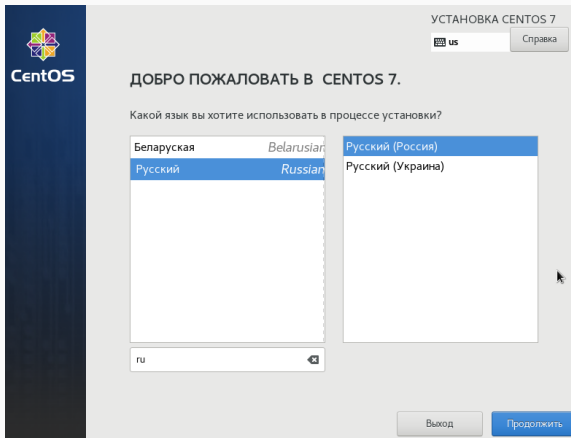 УСТАНОВКА CENTOS 7
us
Справка
CentOS
ДОБРО ПОЖАЛОВАТЬ В CENTOS 7.
Какой язык вы хотите использовать в процессе установки?
Беларуская Belarusian
Русский Russian
Русский (Россия)
Русский (Украина)
ru
Выход
Продолжить